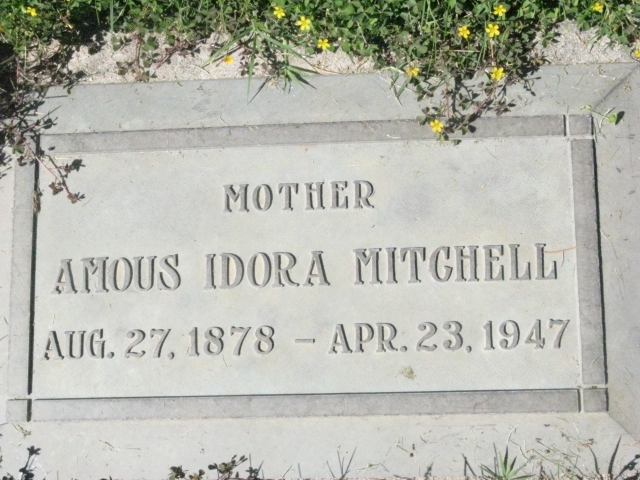 MOTHER
AMOUS IDORA MITCHELL
AUG. 27, 1878 – APR. 23, 1947